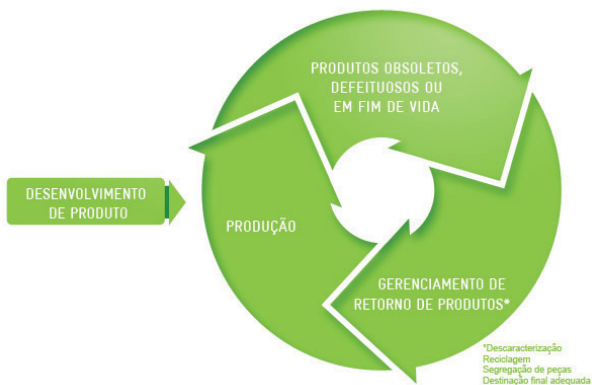 PRODUTOS OBSOLETOS,
DEFEITUOSOS OU
EM FIM DE VIDA
DESENVOLVIMENTO
DE PRODUTO
PRODUÇÃO
GERENCIAMENTO DE
RETORNO DE PRODUTOS*
*Descaracterização
Reciclagem
Segregação de peças
Destinação final adequada